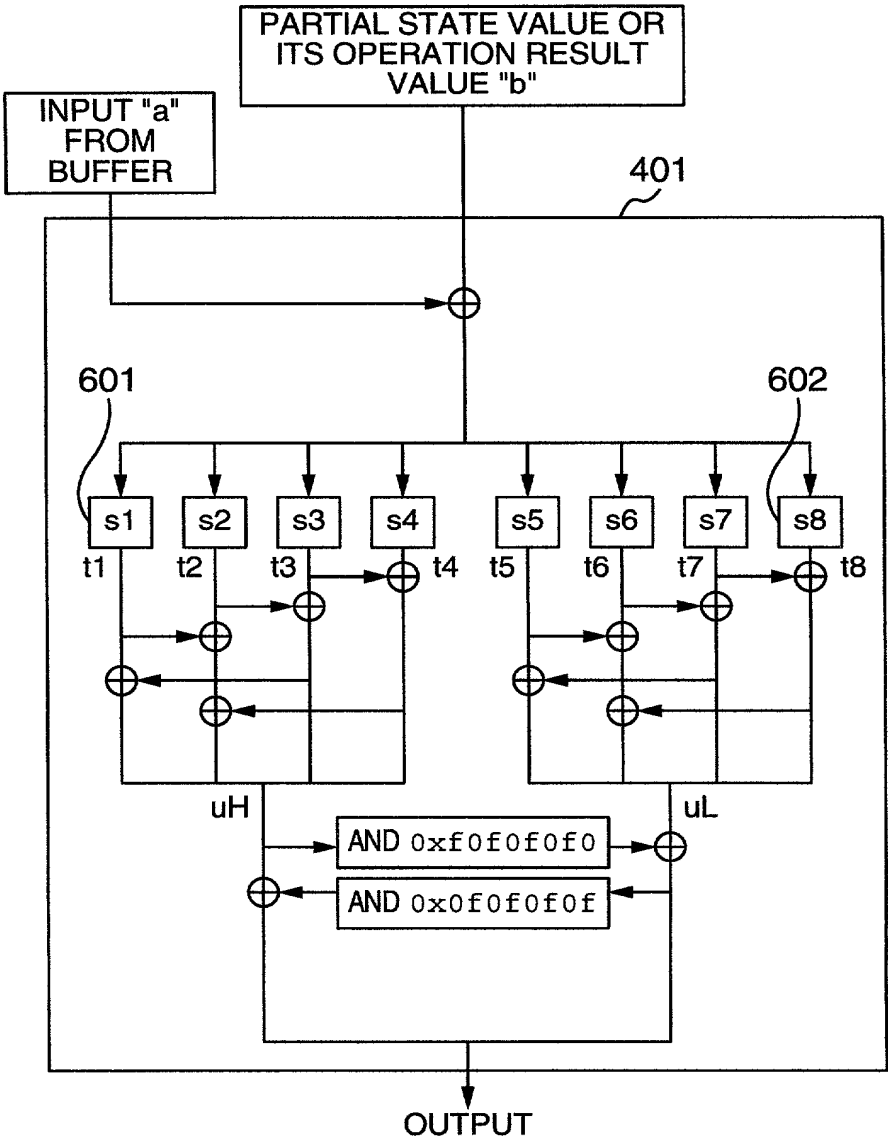 PARTIAL STATE VALUE OR
ITS OPERATION RESULT
VALUE "b"
INPUT "a"
FROM
BUFFER
401
601
602
s1 s2 s3 s4 s5 s6 s7 s8
t1 t2 t3 t4 t5 t6 t7 t8
uH uL
AND 0xf0f0f0f0
AND 0x0f0f0f0f
OUTPUT